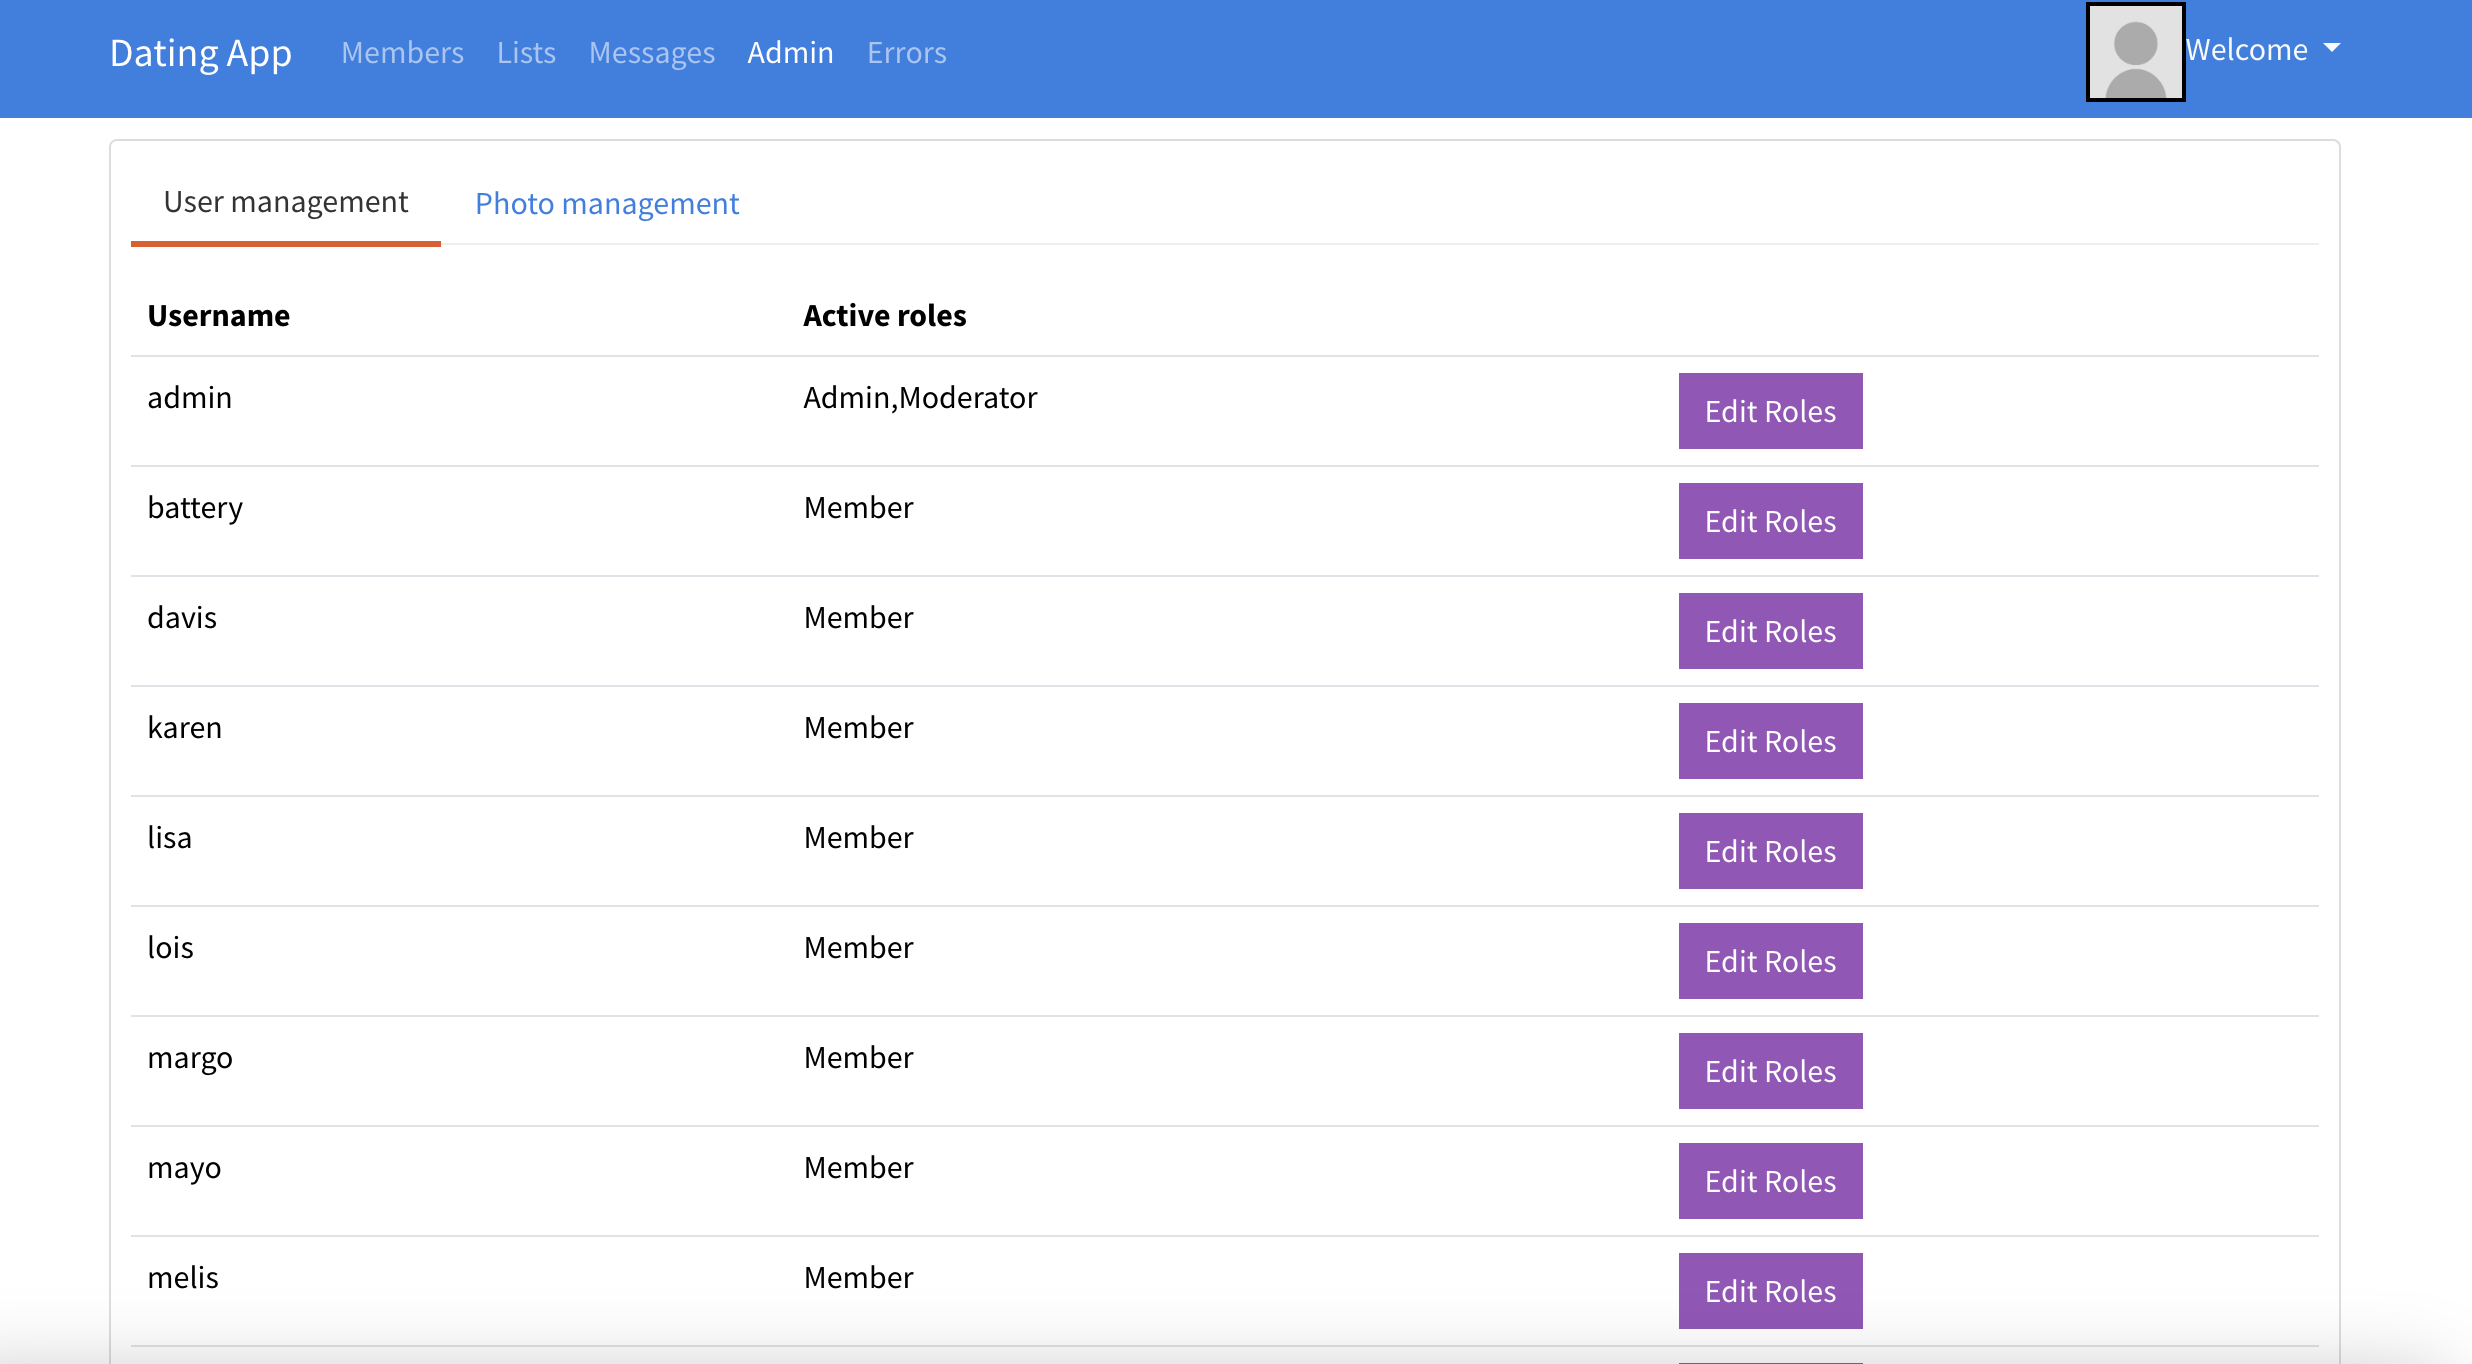 Dating App Members Lists Messages Admin Errors Welcome
User management Photo management
Username Active roles
admin Admin,Moderator Edit Roles
battery Member Edit Roles
davis Member Edit Roles
karen Member Edit Roles
lisa Member Edit Roles
lois Member Edit Roles
margo Member Edit Roles
mayo Member Edit Roles
melis Member Edit Roles